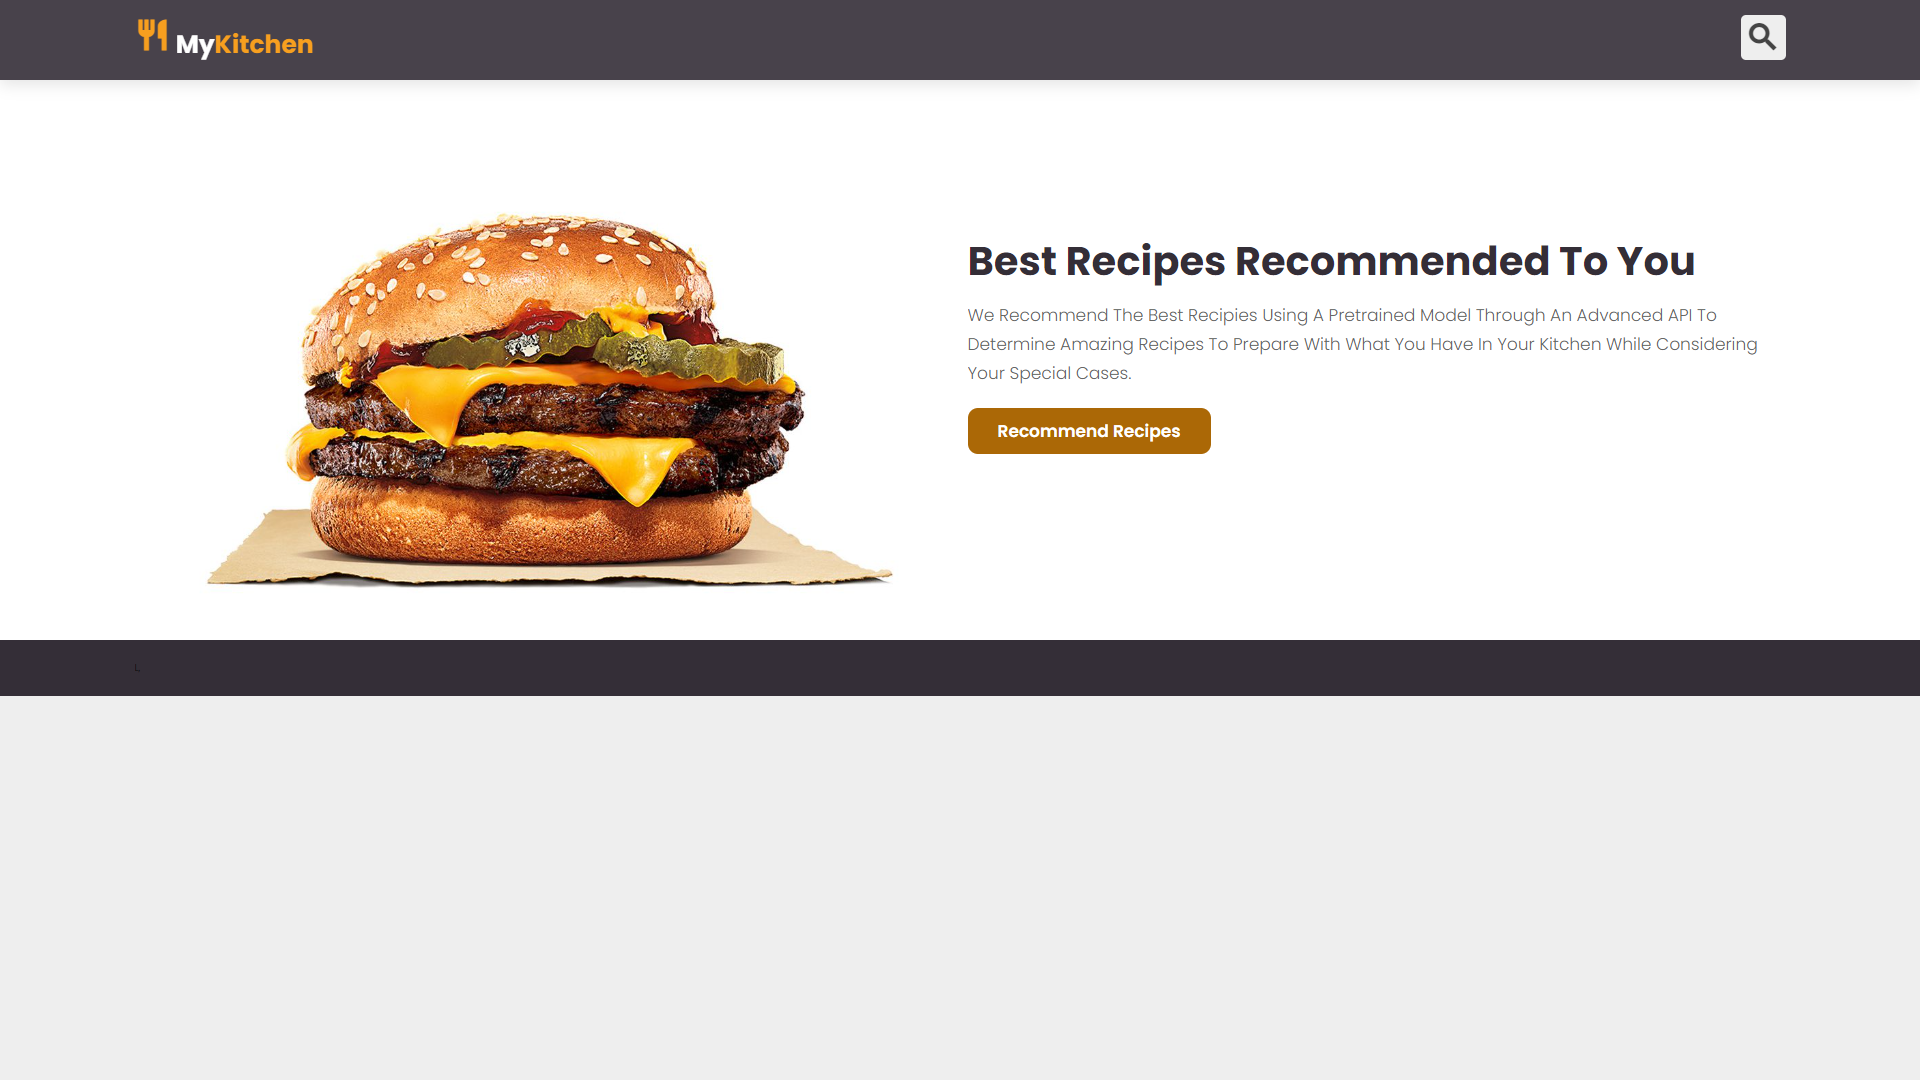 MyKitchen
Best Recipes Recommended To You
We Recommend The Best Recipies Using A Pretrained Model Through An Advanced API To
Determine Amazing Recipes To Prepare With What You Have In Your Kitchen While Considering
Your Special Cases.
Recommend Recipes